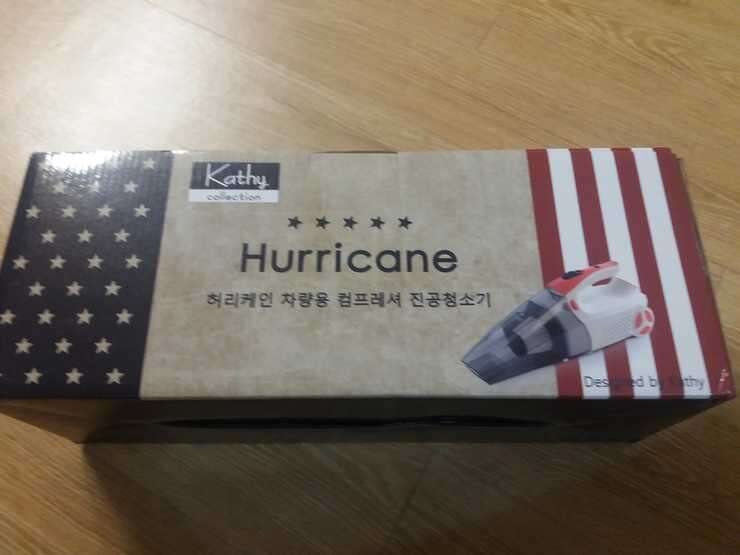 Kathy
collection
Hurricane
허리케인 차량용 컴프레셔 진공청소기
Designed by Kathy